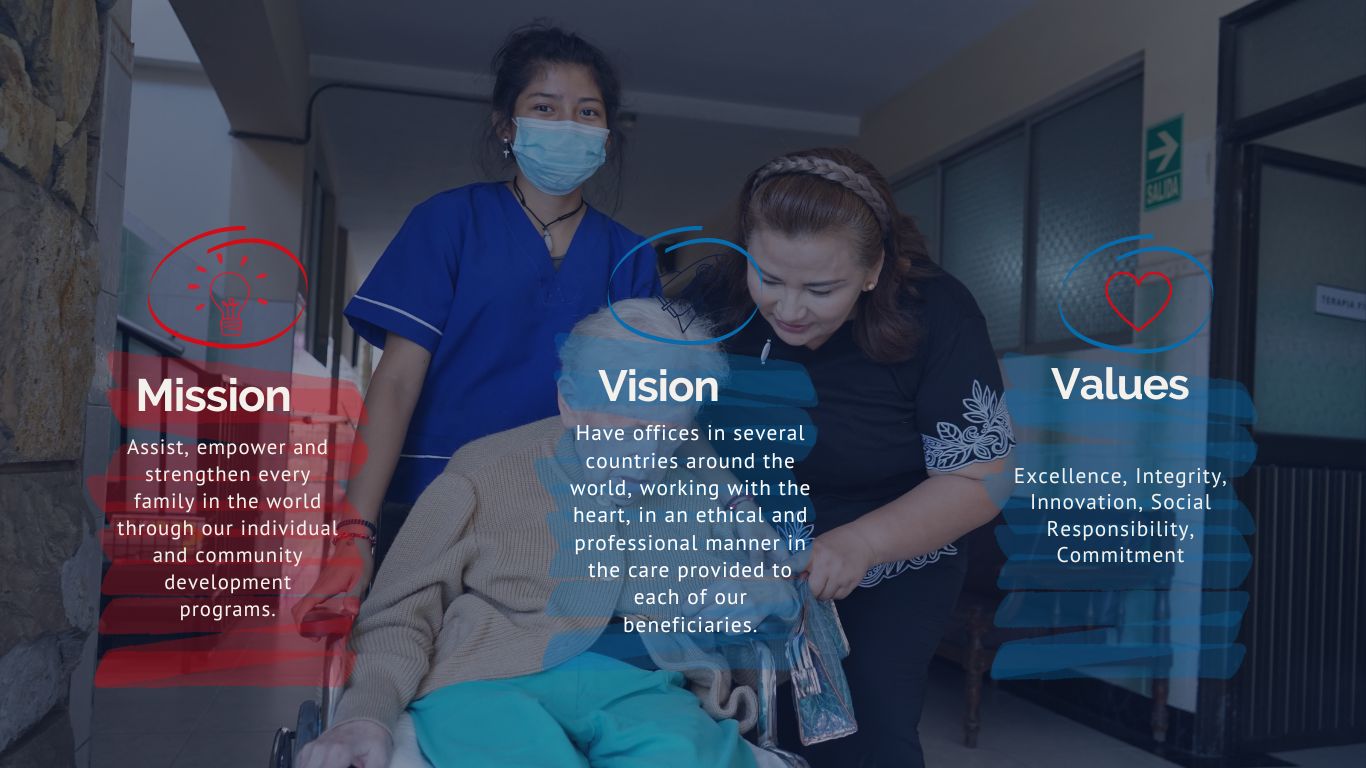 Mission
Assist, empower and
strengthen every
family in the world
through our individual
and community
development
programs.
Vision
Have offices in several
countries around the
world, working with the
heart, in an ethical and
professional manner in
the care provided to
each of our
beneficiaries.
Values
Excellence, Integrity,
Innovation, Social
Responsibility,
Commitment
SALIDA
TERAPIA